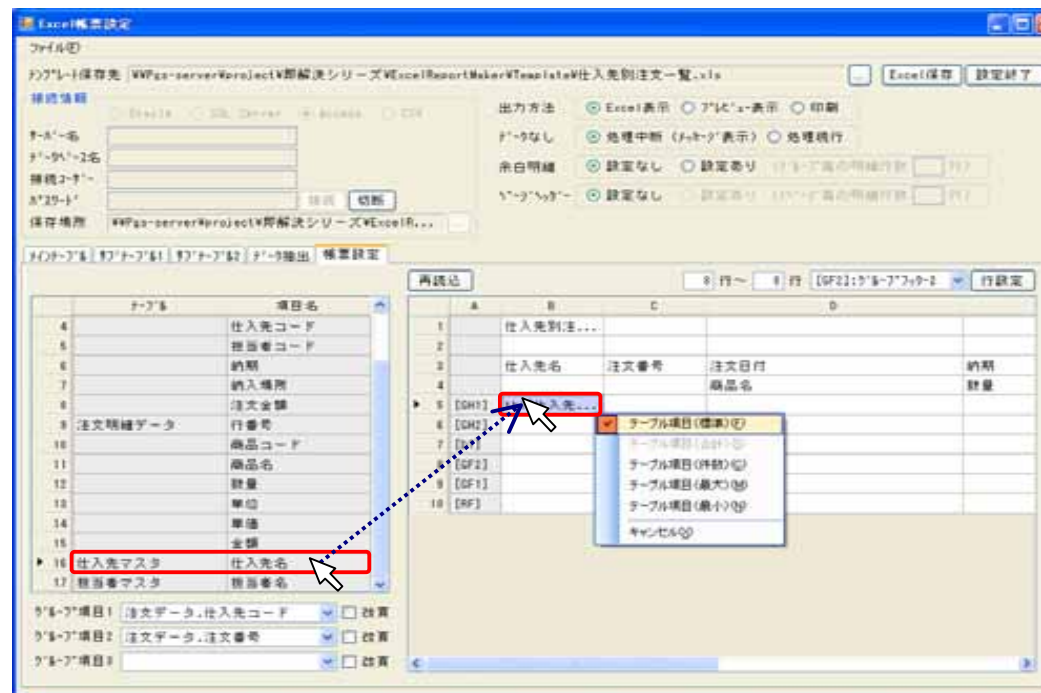 Excel帳票設定
ファイル(F)
ﾃﾝﾌﾟﾚｰﾄ保存先 ¥¥Pgs-server¥project¥即解決シリーズ¥ExcelReportMaker¥Template¥仕入先別注文一覧.xls ... Excel保存 設定終了
接続情報
Oracle SQL Server Access CSV
出力方法 Excel表示 ﾌﾟﾚﾋﾞｭｰ表示 印刷
ｻｰﾊﾞｰ名
ﾃﾞｰﾀなし 処理中断 (ﾒｯｾｰｼﾞ表示) 処理続行
ﾃﾞｰﾀﾍﾞｰｽ名
余白明細 設定なし 設定あり
接続ﾕｰｻﾞｰ
ﾊﾟｽﾜｰﾄﾞ 接続 切断
ﾍﾟｰｼﾞﾍｯﾀﾞｰ 設定なし 設定あり
保存場所 ¥¥Pgs-server¥project¥即解決シリーズ¥ExcelR...
ﾒｲﾝﾃｰﾌﾞﾙ ｻﾌﾞﾃｰﾌﾞﾙ1 ｻﾌﾞﾃｰﾌﾞﾙ2 ﾃﾞｰﾀ抽出 帳票設定
再読込 8 行～ 8 行 [GF2]:ｸﾞﾙｰﾌﾟﾌｯﾀｰ2 行設定
ﾃｰﾌﾞﾙ 項目名
4 仕入先コード
5 担当者コード
6 納期
7 納入場所
8 注文金額
9 注文明細データ 行番号
10 商品コード
11 商品名
12 数量
13 単位
14 単価
15 金額
16 仕入先マスタ 仕入先名
17 担当者マスタ 担当者名
A B C D
1 仕入先別注...
2
3 仕入先名 注文番号 注文日付 納期
4 商品名 数量
5 [GH1]
6 [GH2]
7
8 [GF2]
9 [GF1]
10 [RF]
テーブル項目(標準)(F)
テーブル項目(合計)(S)
テーブル項目(件数)(C)
テーブル項目(最大)(M)
テーブル項目(最小)(N)
キャンセル(X)
ｸﾞﾙｰﾌﾟ項目1 注文データ.仕入先コード 改頁
ｸﾞﾙｰﾌﾟ項目2 注文データ.注文番号 改頁
ｸﾞﾙｰﾌﾟ項目3 改頁